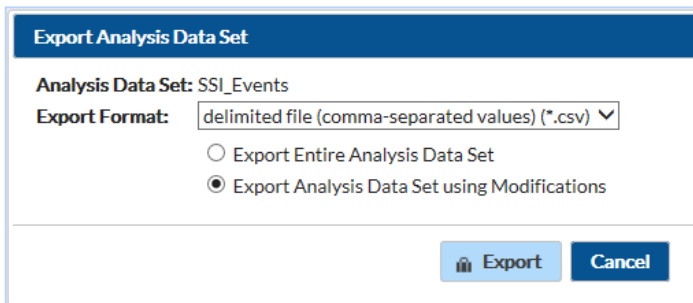 Export Analysis Data Set
Analysis Data Set: SSI_Events
Export Format: delimited file (comma-separated values) (*.csv)
Export Entire Analysis Data Set
Export Analysis Data Set using Modifications
Export Cancel